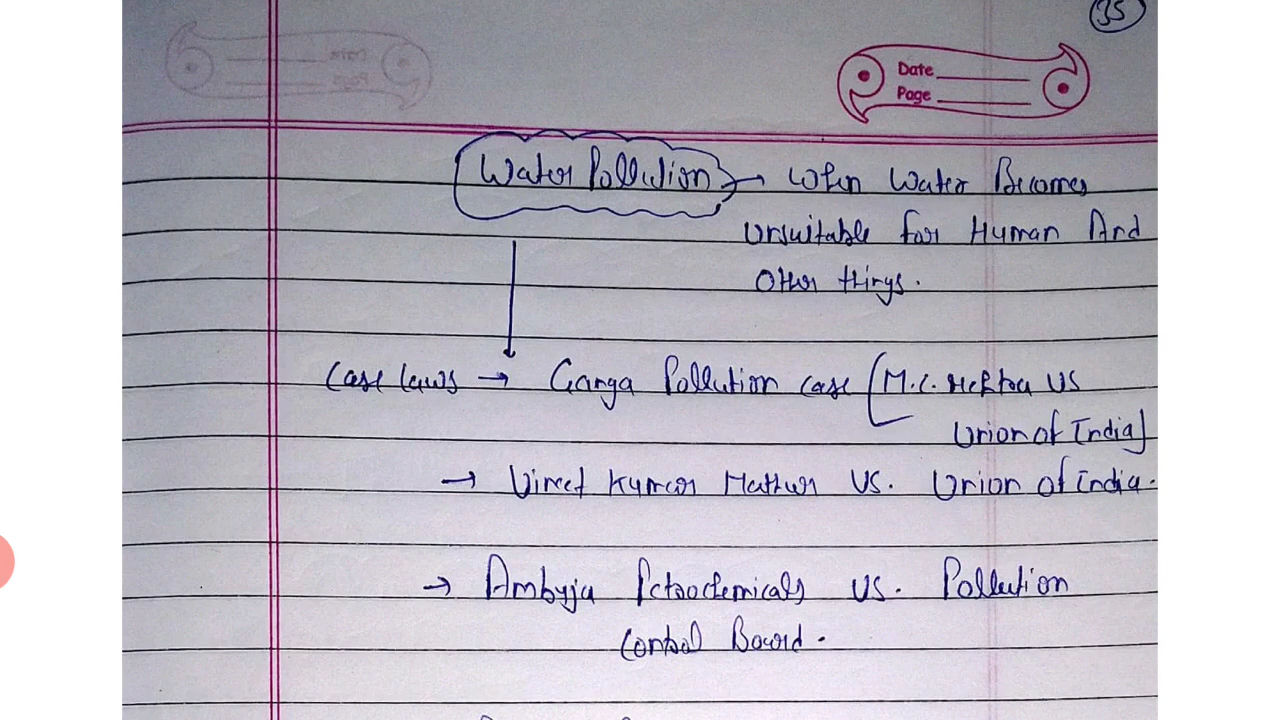 35
Date
Page
Water Pollution → When Water Becomes
Unsuitable for Human And
Other things.
Case laws → Ganga Pollution case [M.C. Mehta VS
Union of India]
→ Vineet Kumar Mathur VS. Union of India.
→ Ambuja Petrochemicals VS. Pollution
Control Board.